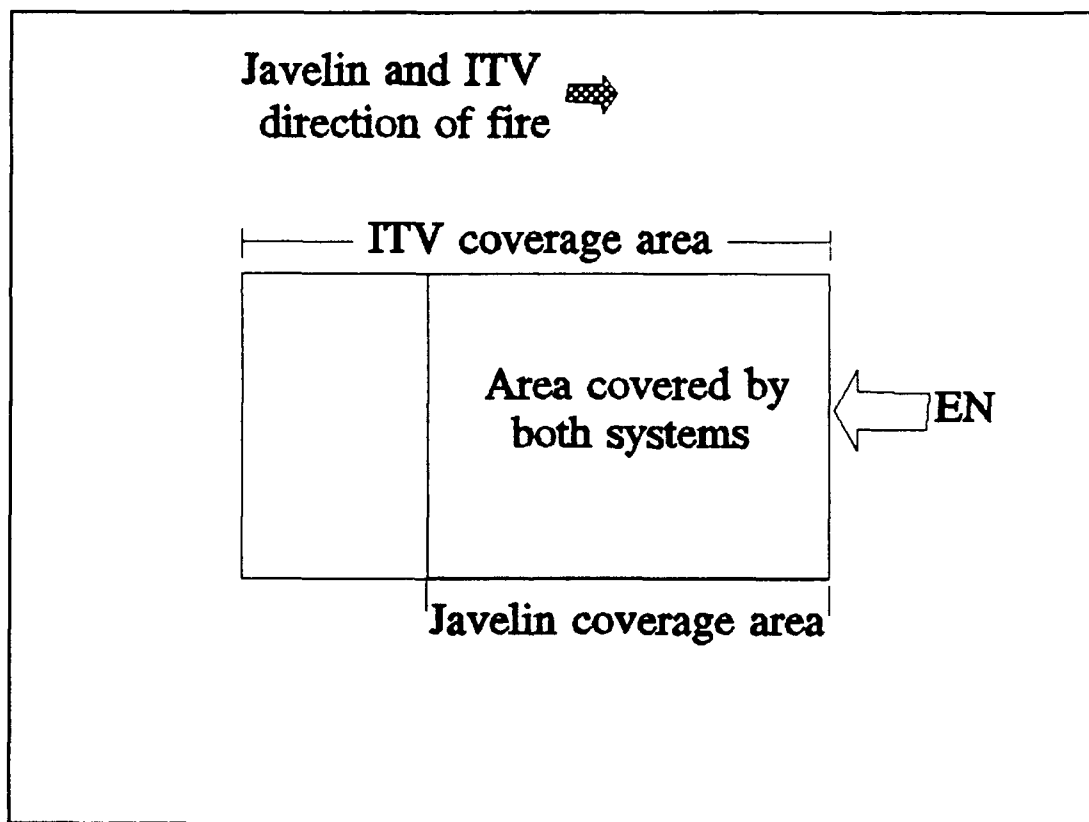 Javelin and ITV
direction of fire
ITV coverage area
Area covered by
both systems
EN
Javelin coverage area